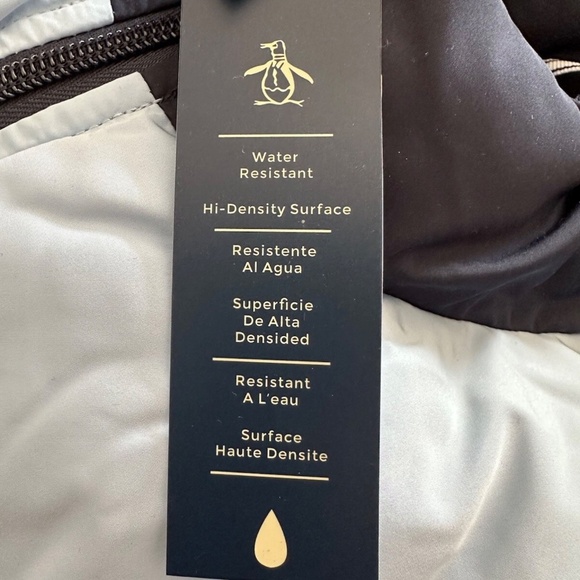 Water
Resistant
Hi-Density Surface
Resistente
Al Agua
Superficie
De Alta
Densided
Resistant
A L'eau
Surface
Haute Densite